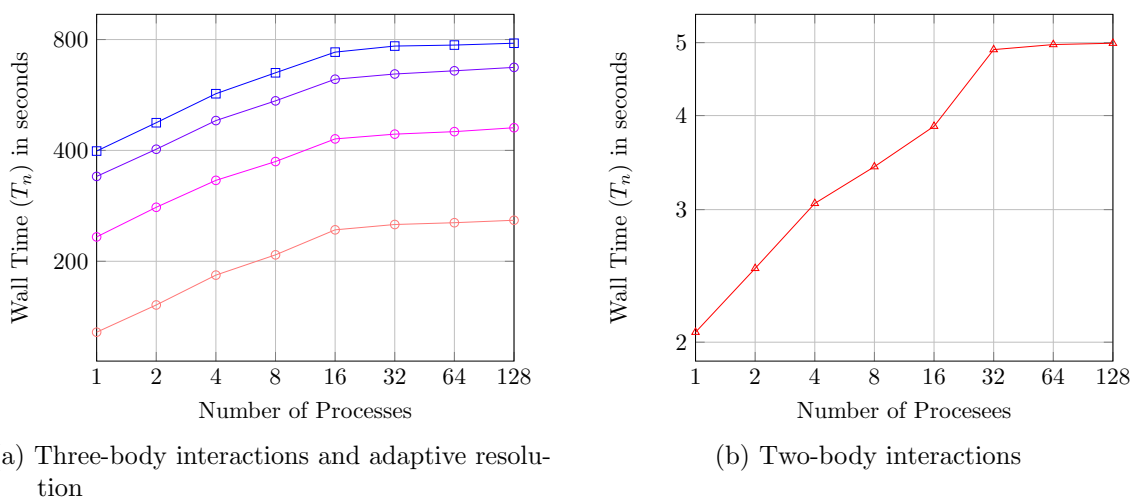 800
400
200
Wall Time (Tn) in seconds
1 2 4 8 16 32 64 128
Number of Processes
a) Three-body interactions and adaptive resolu-
tion
5
4
3
2
Wall Time (Tn) in seconds
1 2 4 8 16 32 64 128
Number of Procesees
(b) Two-body interactions